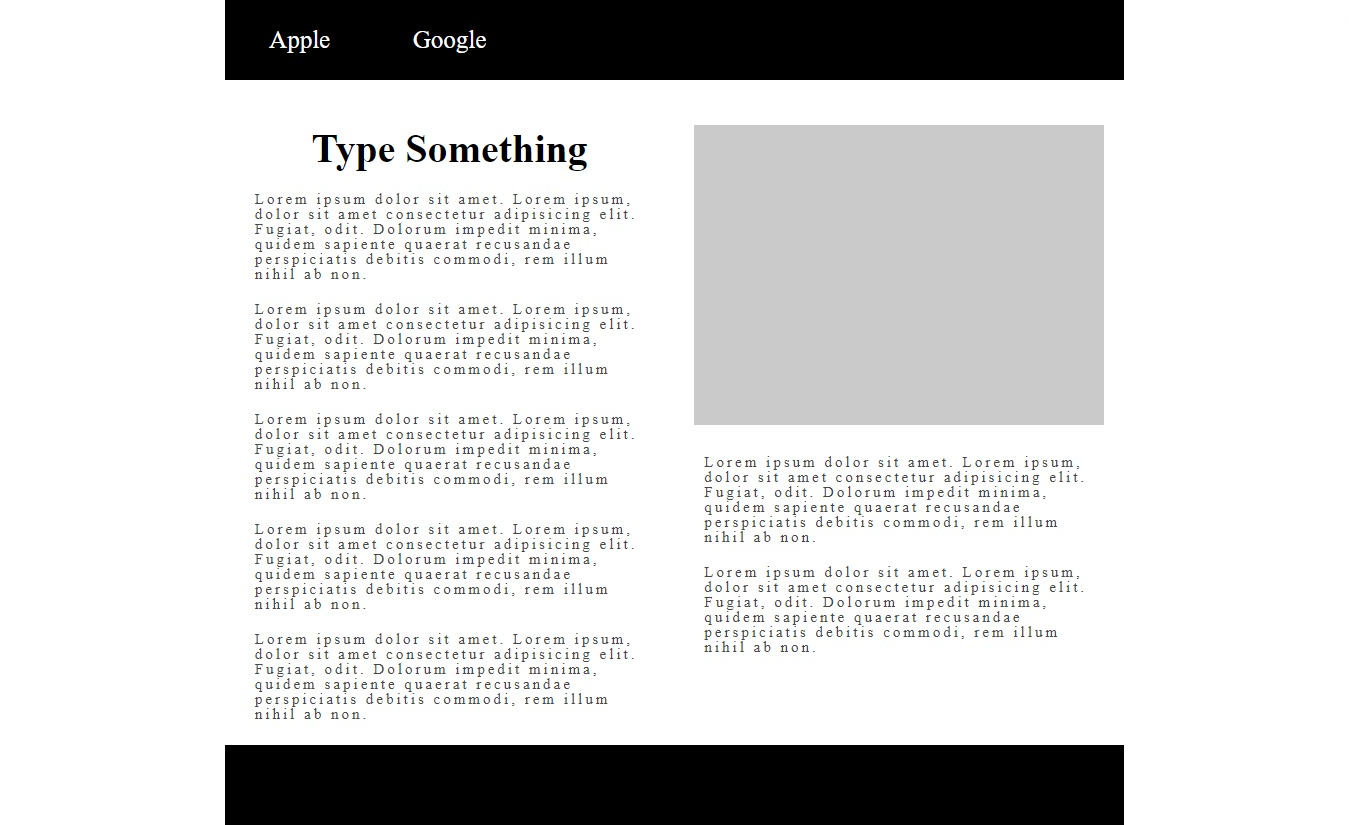 Apple Google
Type Something
Lorem ipsum dolor sit amet. Lorem ipsum,
dolor sit amet consectetur adipisicing elit.
Fugiat, odit. Dolorum impedit minima,
quidem sapiente quaerat recusandae
perspiciatis debitis commodi, rem illum
nihil ab non.
Lorem ipsum dolor sit amet. Lorem ipsum,
dolor sit amet consectetur adipisicing elit.
Fugiat, odit. Dolorum impedit minima,
quidem sapiente quaerat recusandae
perspiciatis debitis commodi, rem illum
nihil ab non.
Lorem ipsum dolor sit amet. Lorem ipsum,
dolor sit amet consectetur adipisicing elit.
Fugiat, odit. Dolorum impedit minima,
quidem sapiente quaerat recusandae
perspiciatis debitis commodi, rem illum
nihil ab non.
Lorem ipsum dolor sit amet. Lorem ipsum,
dolor sit amet consectetur adipisicing elit.
Fugiat, odit. Dolorum impedit minima,
quidem sapiente quaerat recusandae
perspiciatis debitis commodi, rem illum
nihil ab non.
Lorem ipsum dolor sit amet. Lorem ipsum,
dolor sit amet consectetur adipisicing elit.
Fugiat, odit. Dolorum impedit minima,
quidem sapiente quaerat recusandae
perspiciatis debitis commodi, rem illum
nihil ab non.
Lorem ipsum dolor sit amet. Lorem ipsum,
dolor sit amet consectetur adipisicing elit.
Fugiat, odit. Dolorum impedit minima,
quidem sapiente quaerat recusandae
perspiciatis debitis commodi, rem illum
nihil ab non.
Lorem ipsum dolor sit amet. Lorem ipsum,
dolor sit amet consectetur adipisicing elit.
Fugiat, odit. Dolorum impedit minima,
quidem sapiente quaerat recusandae
perspiciatis debitis commodi, rem illum
nihil ab non.